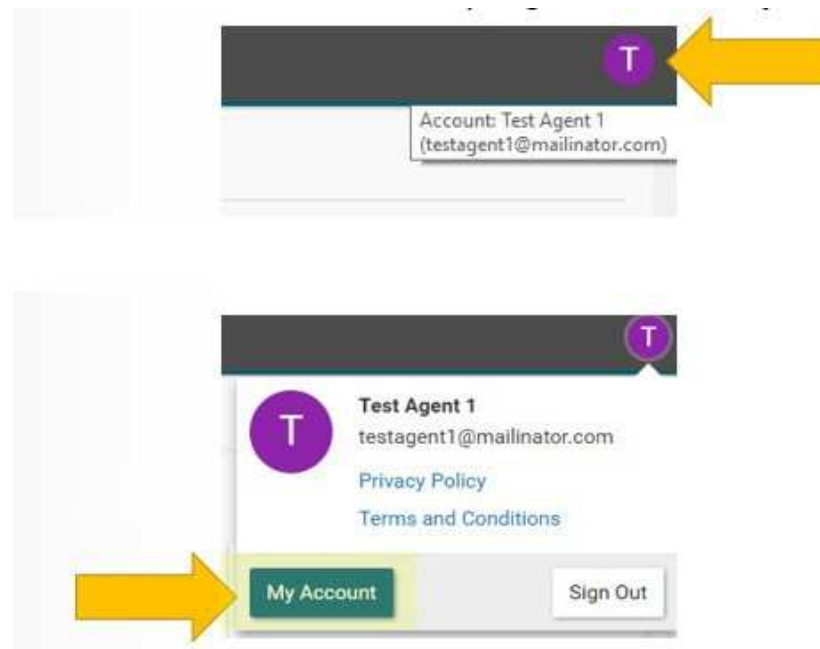 T
Account: Test Agent 1
(testagent1@mailinator.com)
T
T
Test Agent 1
testagent1@mailinator.com
Privacy Policy
Terms and Conditions
My Account
Sign Out